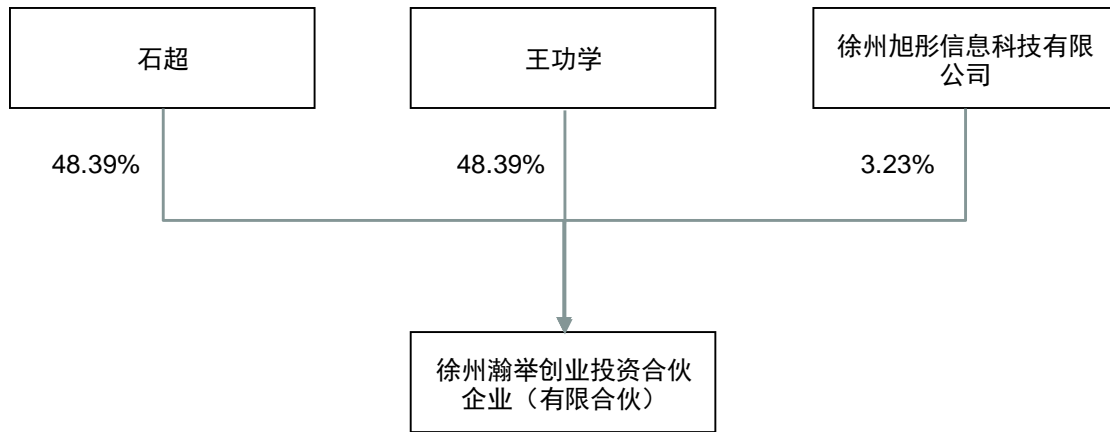 石超
王功学
徐州旭彤信息科技有限
公司
48.39%
48.39%
3.23%
徐州瀚举创业投资合伙
企业（有限合伙）